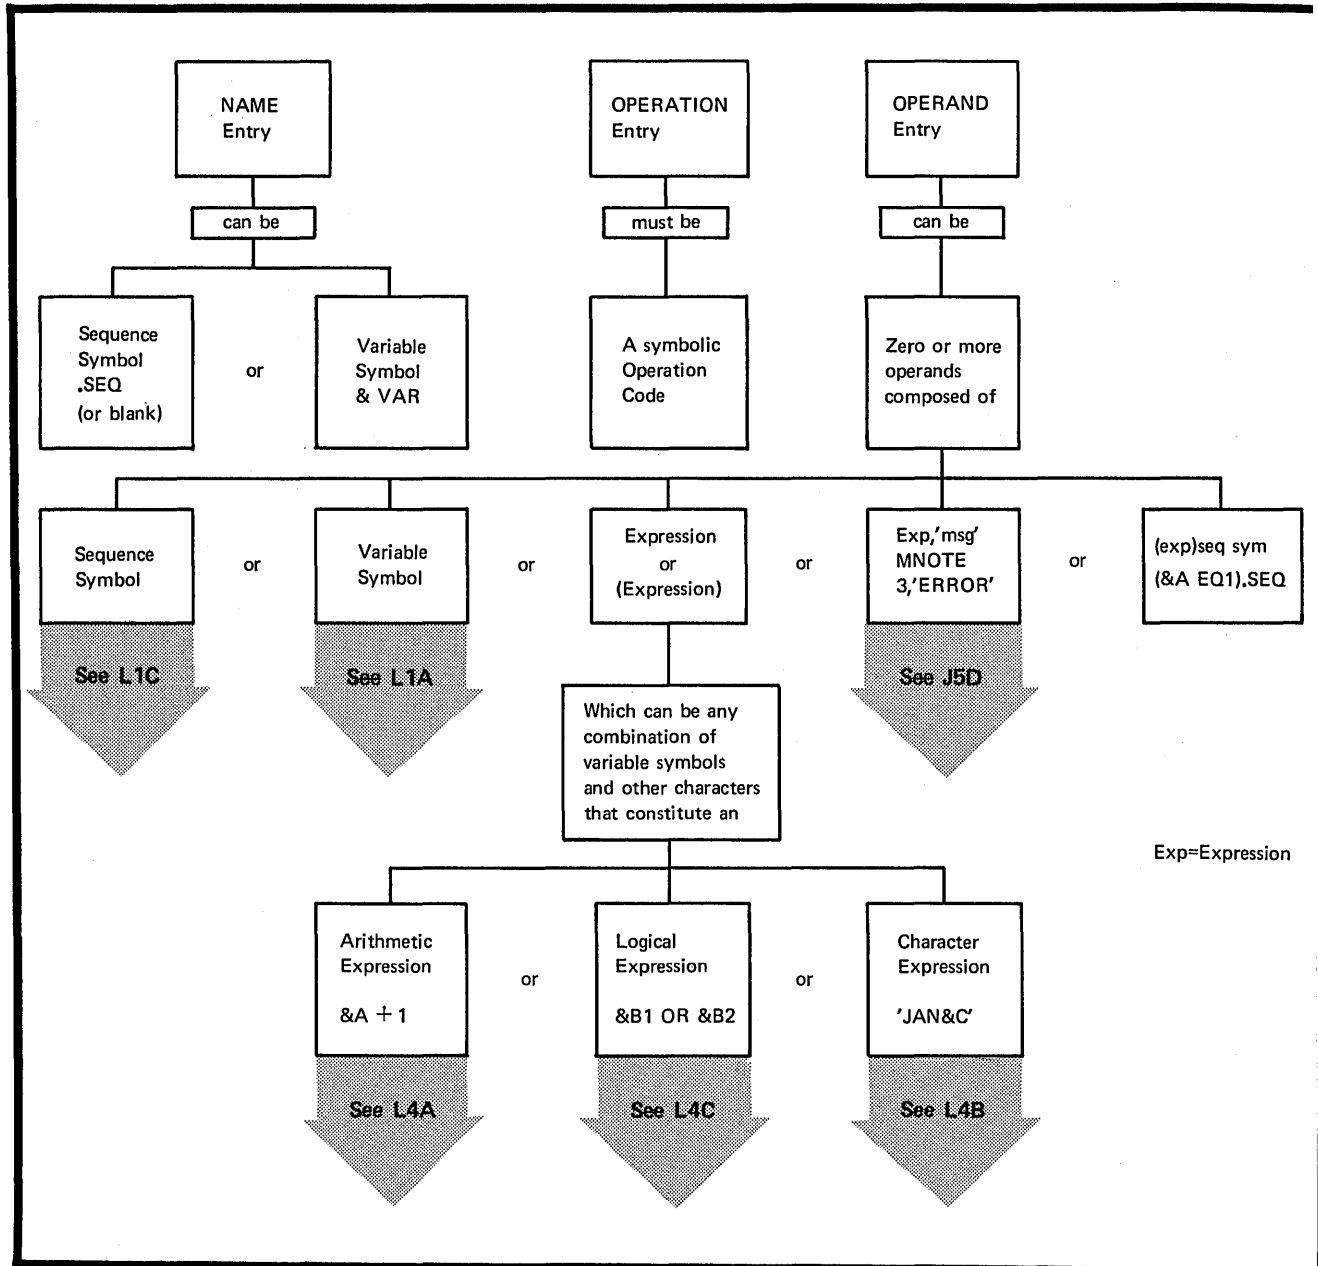 NAME
Entry
OPERATION
Entry
OPERAND
Entry
can be
must be
can be
Sequence
Symbol
.SEQ
(or blank)
or
Variable
Symbol
& VAR
A symbolic
Operation
Code
Zero or more
operands
composed of
Sequence
Symbol
or
Variable
Symbol
or
Expression
or
(Expression)
or
Exp,'msg'
MNOTE
3,'ERROR'
or
(exp)seq sym
(&A EQ1).SEQ
See L1C
See L1A
See J5D
Which can be any
combination of
variable symbols
and other characters
that constitute an
Exp=Expression
Arithmetic
Expression
&A + 1
or
Logical
Expression
&B1 OR &B2
or
Character
Expression
'JAN&C'
See L4A
See L4C
See L4B